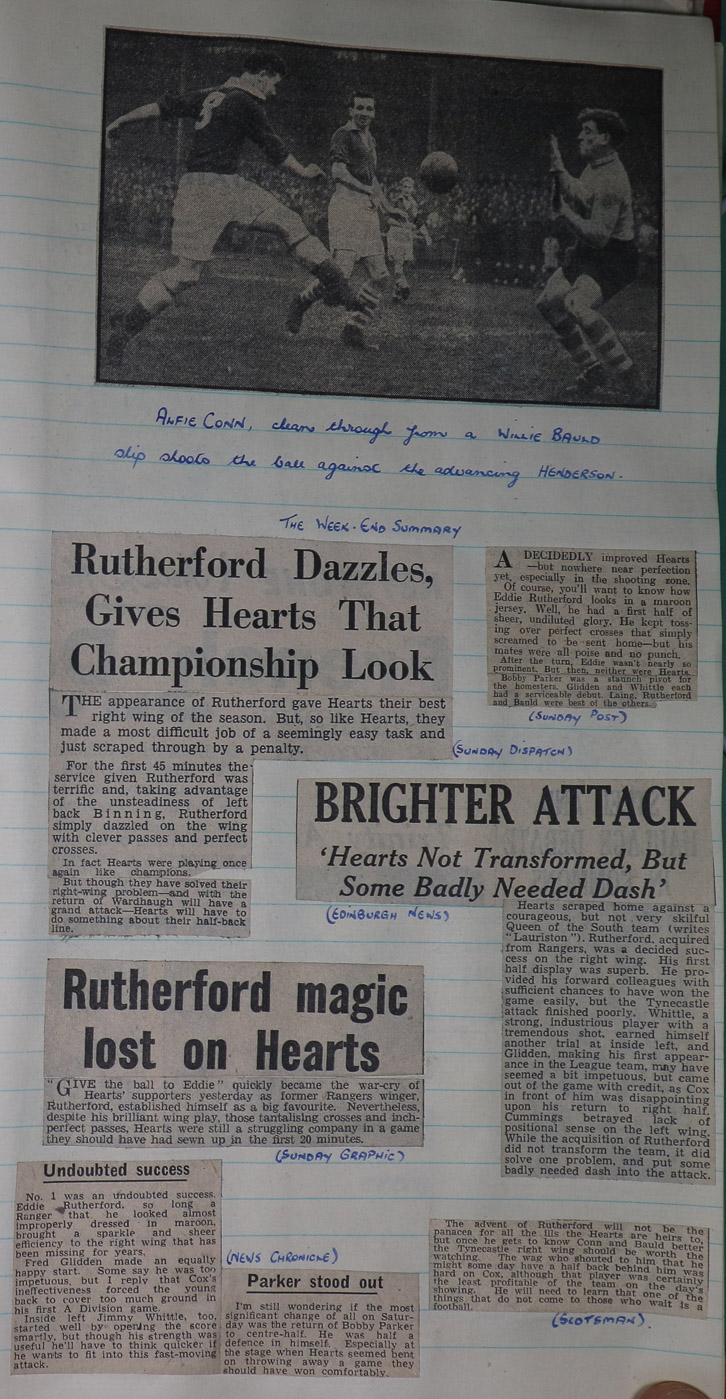 8
ALFIE CONN, clean through from a WILLIE BAULD
slip shoots the ball against the advancing HENDERSON.
THE WEEK-END SUMMARY
Rutherford Dazzles,
Gives Hearts That
Championship Look
THE appearance of Rutherford gave Hearts their best
right wing of the season. But, so like Hearts, they
made a most difficult job of a seemingly easy task and
just scraped through by a penalty.
(SUNDAY DISPATCH)
For the first 45 minutes the
service given Rutherford was
terrific and, taking advantage
of the unsteadiness of left
back Binning, Rutherford
simply dazzled on the wing
with clever passes and perfect
crosses.
In fact Hearts were playing once
again like champions.
But though they have solved their
right-wing problem—and with the
return of Wardhaugh will have a
grand attack—Hearts will have to
do something about their half-back
line.
A DECIDEDLY improved Hearts
—but nowhere near perfection
yet, especially in the shooting zone.
Of course, you'll want to know how
Eddie Rutherford looks in a maroon
jersey. Well, he had a first half of
sheer, undiluted glory. He kept toss-
ing over perfect crosses that simply
screamed to be sent home—but his
mates were all poise and no punch.
After the turn, Eddie wasn't nearly so
prominent. But then, neither were Hearts.
Bobby Parker was a staunch pivot for
the homesters. Glidden and Whittle each
had a serviceable debut. Laing, Rutherford
and Bauld were best of the others.
(SUNDAY POST)
BRIGHTER ATTACK
'Hearts Not Transformed, But
Some Badly Needed Dash'
(EDINBURGH NEWS)
Hearts scraped home against a
courageous, but not very skilful
Queen of the South team (writes
"Lauriston"). Rutherford, acquired
from Rangers, was a decided suc-
cess on the right wing. His first
half display was superb. He pro-
vided his forward colleagues with
sufficient chances to have won the
game easily, but the Tynecastle
attack finished poorly. Whittle, a
strong, industrious player with a
tremendous shot, earned himself
another trial at inside left, and
Glidden, making his first appear-
ance in the League team, may have
seemed a bit impetuous, but came
out of the game with credit, as Cox
in front of him was disappointing
upon his return to right half.
Cummings betrayed lack of
positional sense on the left wing.
While the acquisition of Rutherford
did not transform the team, it did
solve one problem, and put some
badly needed dash into the attack.
Rutherford magic
lost on Hearts
"GIVE the ball to Eddie" quickly became the war-cry of
Hearts' supporters yesterday as former Rangers winger,
Rutherford, established himself as a big favourite. Nevertheless,
despite his brilliant wing play, those tantalising crosses and inch-
perfect passes, Hearts were still a struggling company in a game
they should have had sewn up in the first 20 minutes.
(SUNDAY GRAPHIC)
Undoubted success
No. 1 was an undoubted success.
Eddie Rutherford, so long a
Ranger that he looked almost
improperly dressed in maroon,
brought a sparkle and sheer
efficiency to the right wing that has
been missing for years.
Fred Glidden made an equally
happy start. Some say he was too
impetuous, but I reply that Cox's
ineffectiveness forced the young
back to cover too much ground in
his first A Division game.
Inside left Jimmy Whittle, too,
started well by opening the score
smartly, but though his strength was
useful he'll have to think quicker if
he wants to fit into this fast-moving
attack.
(NEWS CHRONICLE)
Parker stood out
I'm still wondering if the most
significant change of all on Satur-
day was the return of Bobby Parker
to centre-half. He was half a
defence in himself. Especially at
the stage when Hearts seemed bent
on throwing away a game they
should have won comfortably.
The advent of Rutherford will not be the
panacea for all the ills the Hearts are heirs to,
but once he gets to know Conn and Bauld better
the Tynecastle right wing should be worth the
watching. The wag who shouted to him that he
might some day have a half back behind him was
hard on Cox, although that player was certainly
the least profitable of the team on the day's
showing. He will need to learn that one of the
things that do not come to those who wait is a
football.
(SCOTSMAN).